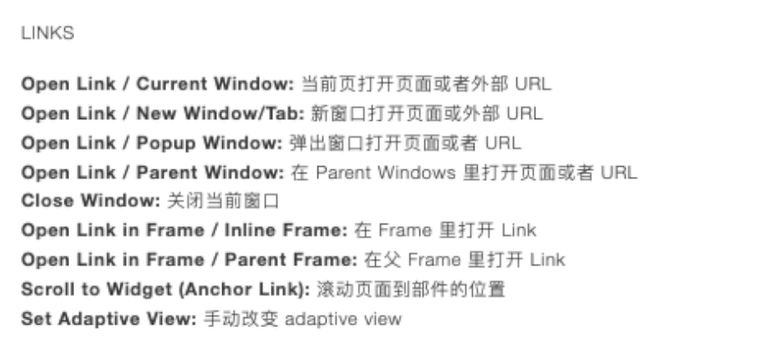 LINKS
Open Link / Current Window: 当前页打开页面或者外部 URL
Open Link / New Window/Tab: 新窗口打开页面或外部 URL
Open Link / Popup Window: 弹出窗口打开页面或者 URL
Open Link / Parent Window: 在 Parent Windows 里打开页面或者 URL
Close Window: 关闭当前窗口
Open Link in Frame / Inline Frame: 在 Frame 里打开 Link
Open Link in Frame / Parent Frame: 在父 Frame 里打开 Link
Scroll to Widget (Anchor Link): 滚动页面到部件的位置
Set Adaptive View: 手动改变 adaptive view